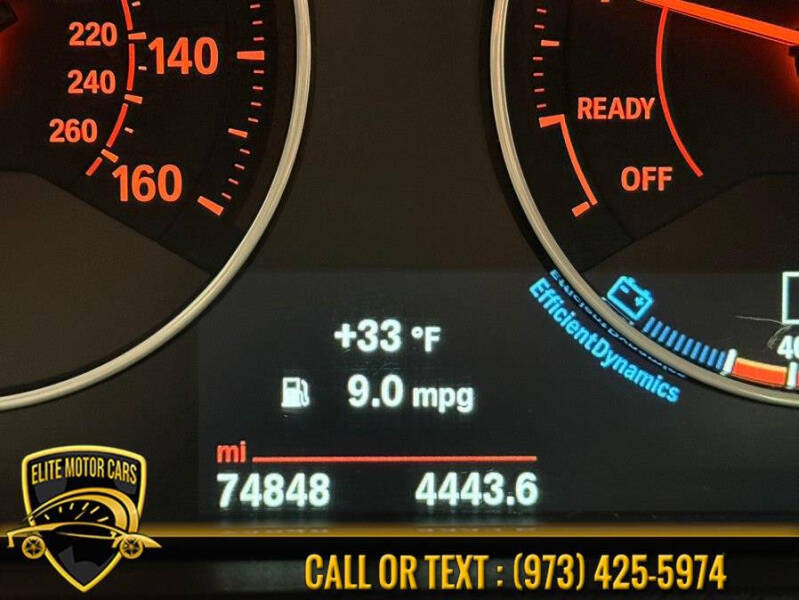 220
140
240
260
160
READY
OFF
EfficientDynamics
+33 °F
9.0 mpg
mi
74848 4443.6
ELITE MOTOR CARS
CALL OR TEXT : (973) 425-5974